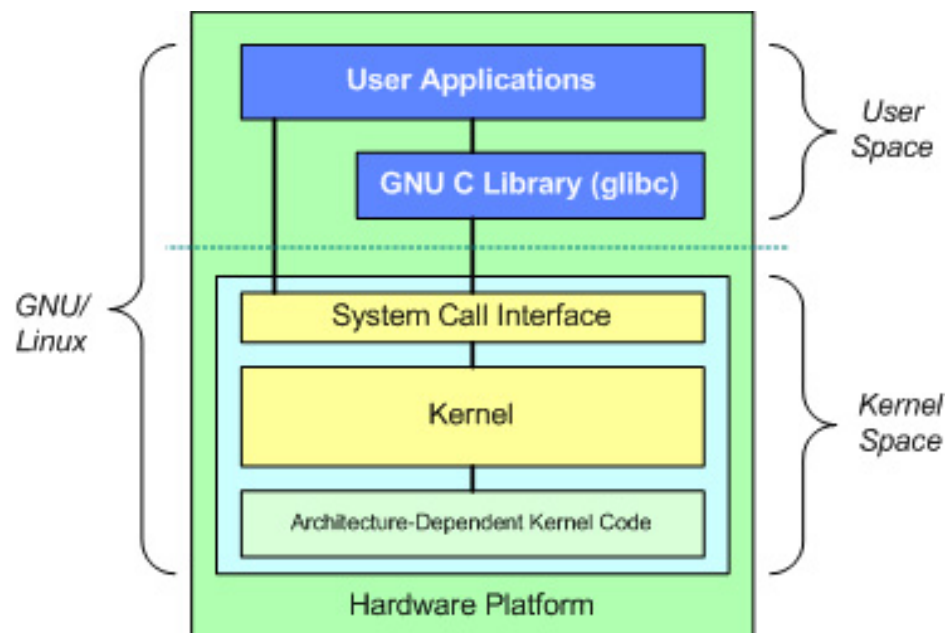 User Applications
User
Space
GNU C Library (glibc)
GNU/
Linux
System Call Interface
Kernel
Kernel
Space
Architecture-Dependent Kernel Code
Hardware Platform